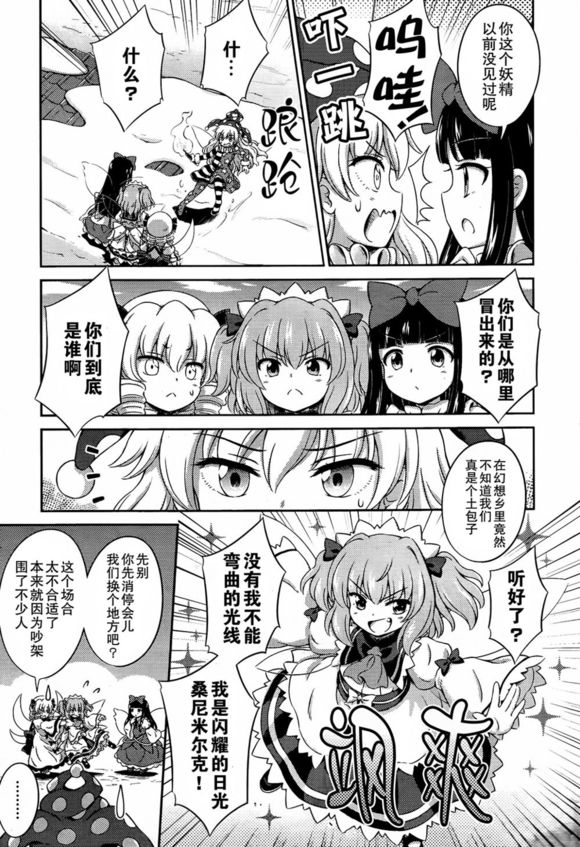 你这个妖精
以前没见过呢
呜哇!
吓一跳
什…
什么?
踉
跄
你们是从哪里
冒出来的?
你们到底
是谁啊
在幻想乡里竟然
不知道我们
真是个土包子
听好了?
没有我不能
弯曲的光线
我是闪耀的日光
桑尼米尔克!
飒爽
先别
你先消停会儿
我们换个地方吧?
这个场合
太不合适了
本来就因为吵架
围了不少人
………